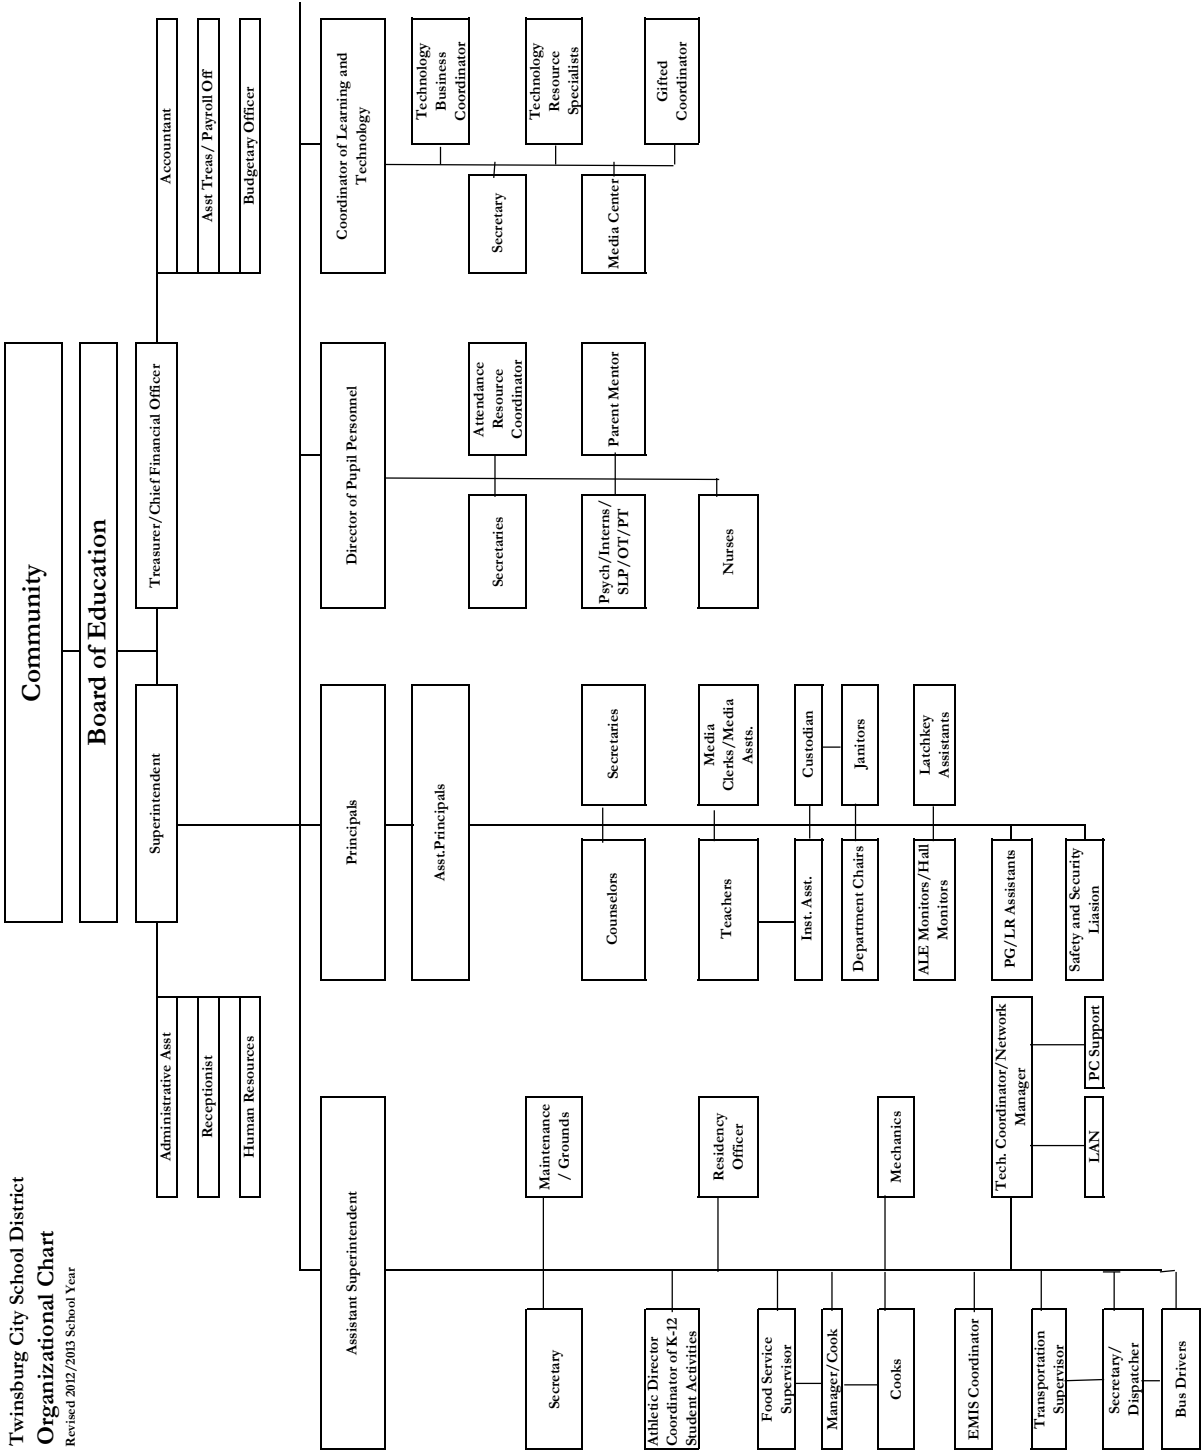 Twinsburg City School District
Organizational Chart
Revised 2012/2013 School Year
Community
Board of Education
Superintendent
Treasurer/Chief Financial Officer
Administrative Asst
Receptionist
Human Resources
Accountant
Asst Treas/ Payroll Off
Budgetary Officer
Assistant Superintendent
Principals
Director of Pupil Personnel
Coordinator of Learning and
Technology
Asst.Principals
Secretary
Maintenance
/ Grounds
Athletic Director
Coordinator of K-12
Student Activities
Residency
Officer
Food Service
Supervisor
Manager/Cook
Cooks
Mechanics
EMIS Coordinator
Tech. Coordinator/Network
Manager
LAN
PC Support
Transportation
Supervisor
Secretary/
Dispatcher
Bus Drivers
Counselors
Secretaries
Teachers
Media
Clerks/Media
Assts.
Inst. Asst.
Custodian
Department Chairs
Janitors
ALE Monitors/Hall
Monitors
Latchkey
Assistants
PG/LR Assistants
Safety and Security
Liasion
Secretaries
Attendance
Resource
Coordinator
Psych/Interns/
SLP/OT/PT
Parent Mentor
Nurses
Technology
Business
Coordinator
Secretary
Technology
Resource
Specialists
Media Center
Gifted
Coordinator